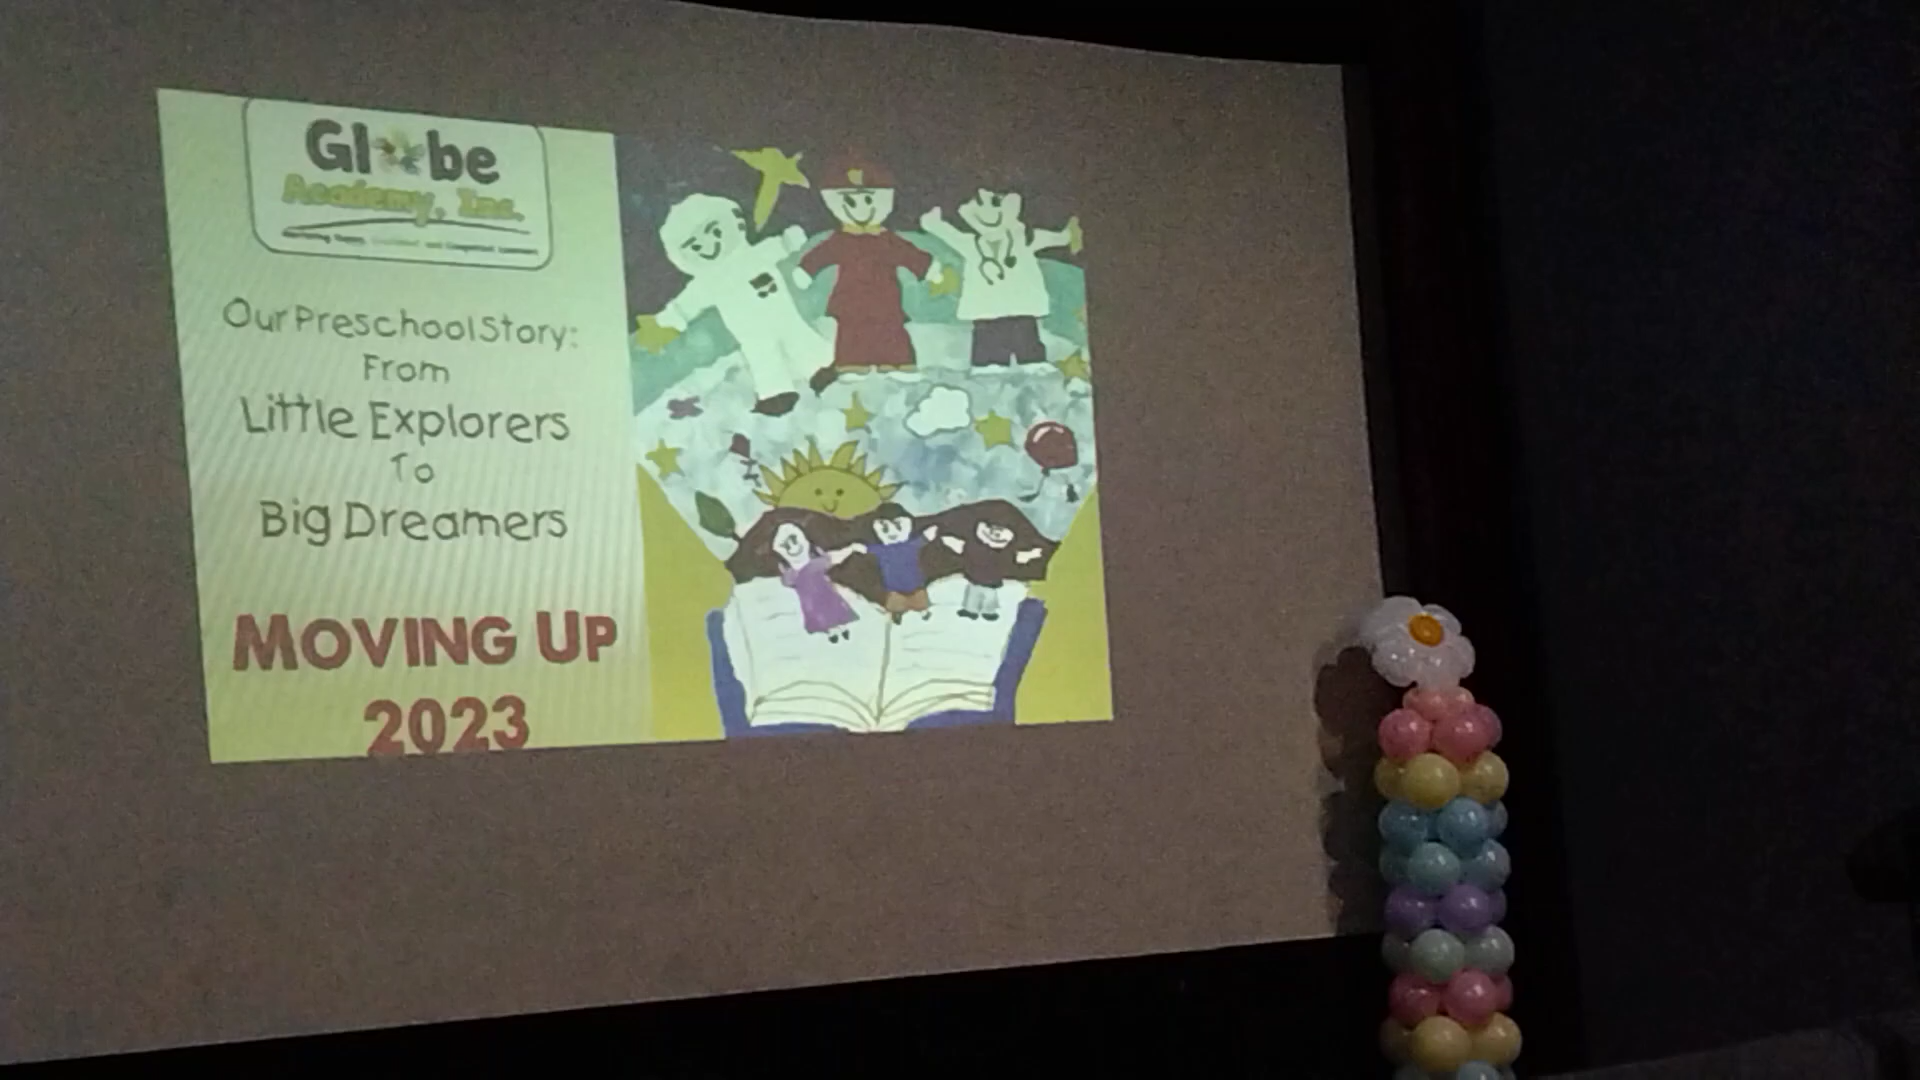 Globe
Academy, Inc.
Our Preschool Story:
From
Little Explorers
To
Big Dreamers
MOVING UP
2023